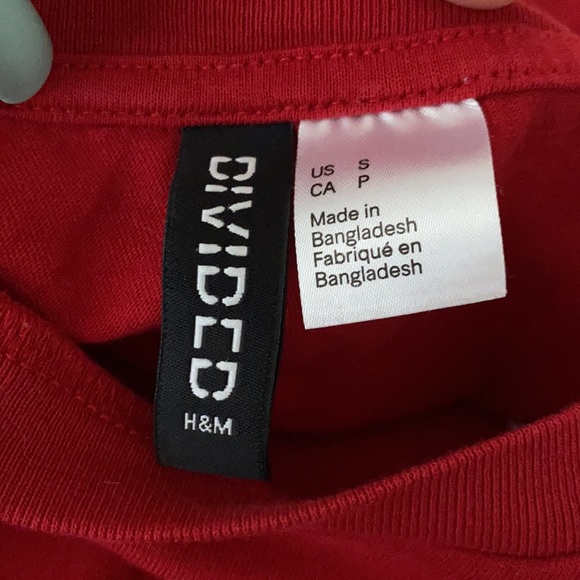 DIVIDED
H&M
US S
CA P
Made in
Bangladesh
Fabriqué en
Bangladesh